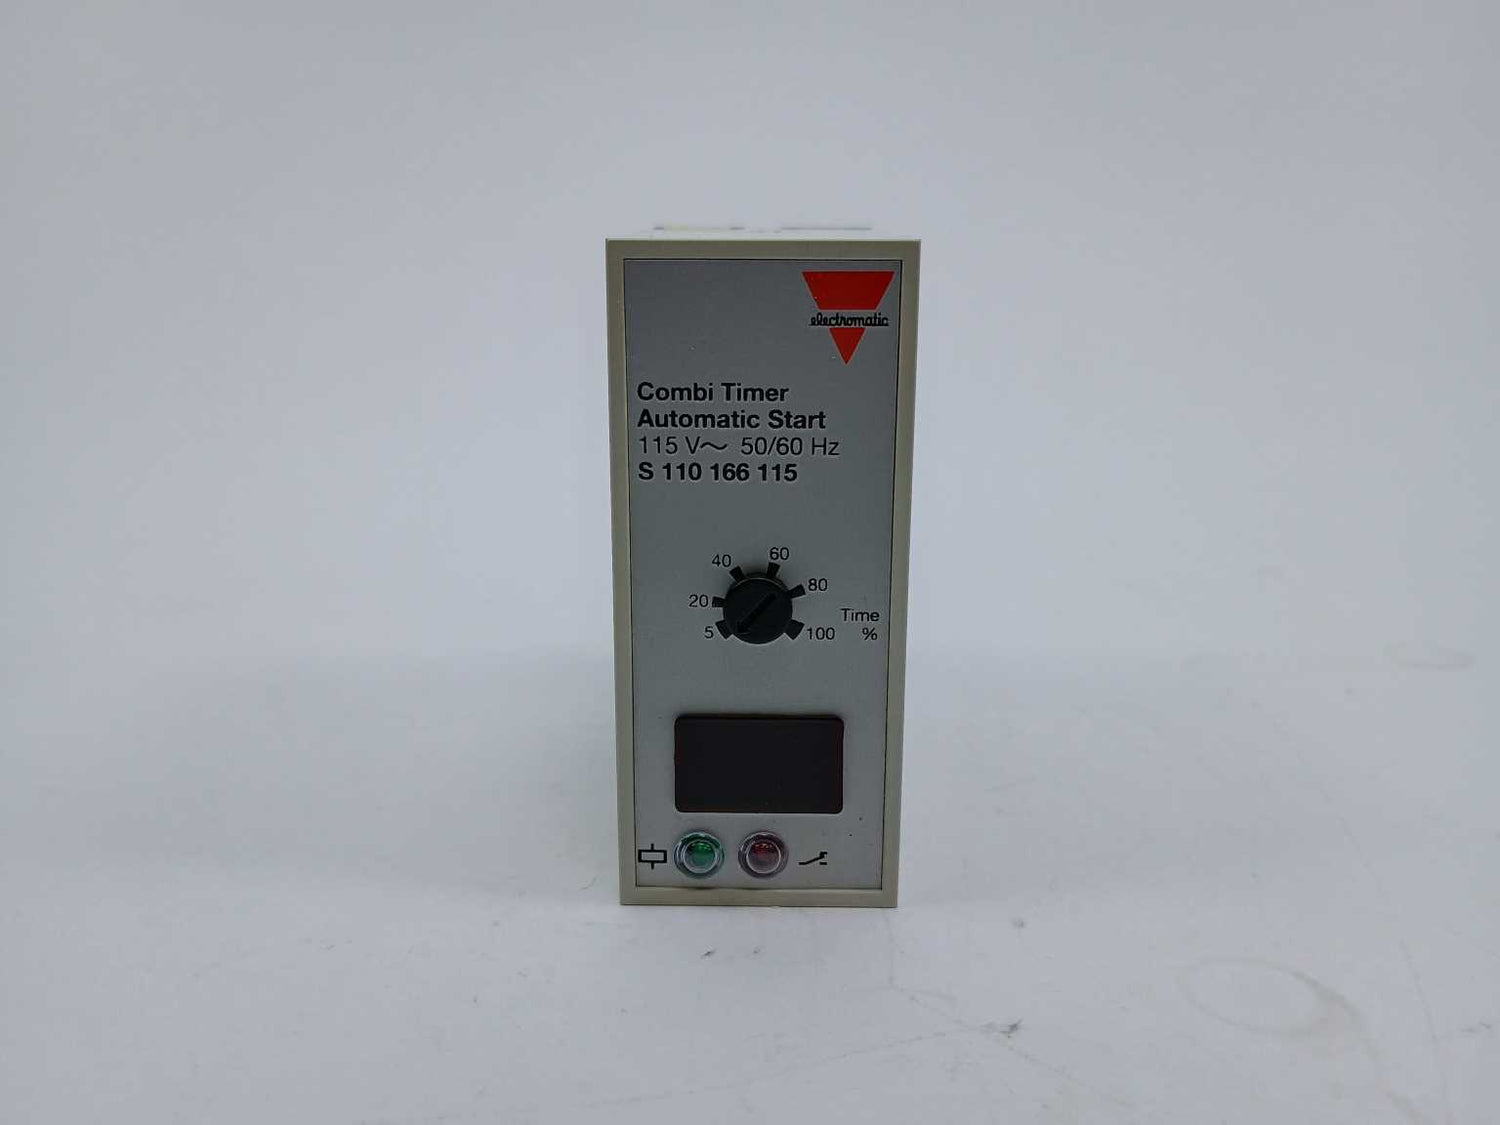 electromatic
Combi Timer
Automatic Start
115 V~ 50/60 Hz
S 110 166 115
40 60
20 80
5 100
Time
%